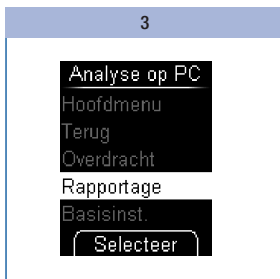 3
Analyse op PC
Hoofdmenu
Terug
Overdracht
Rapportage
Basisinst.
Selecteer